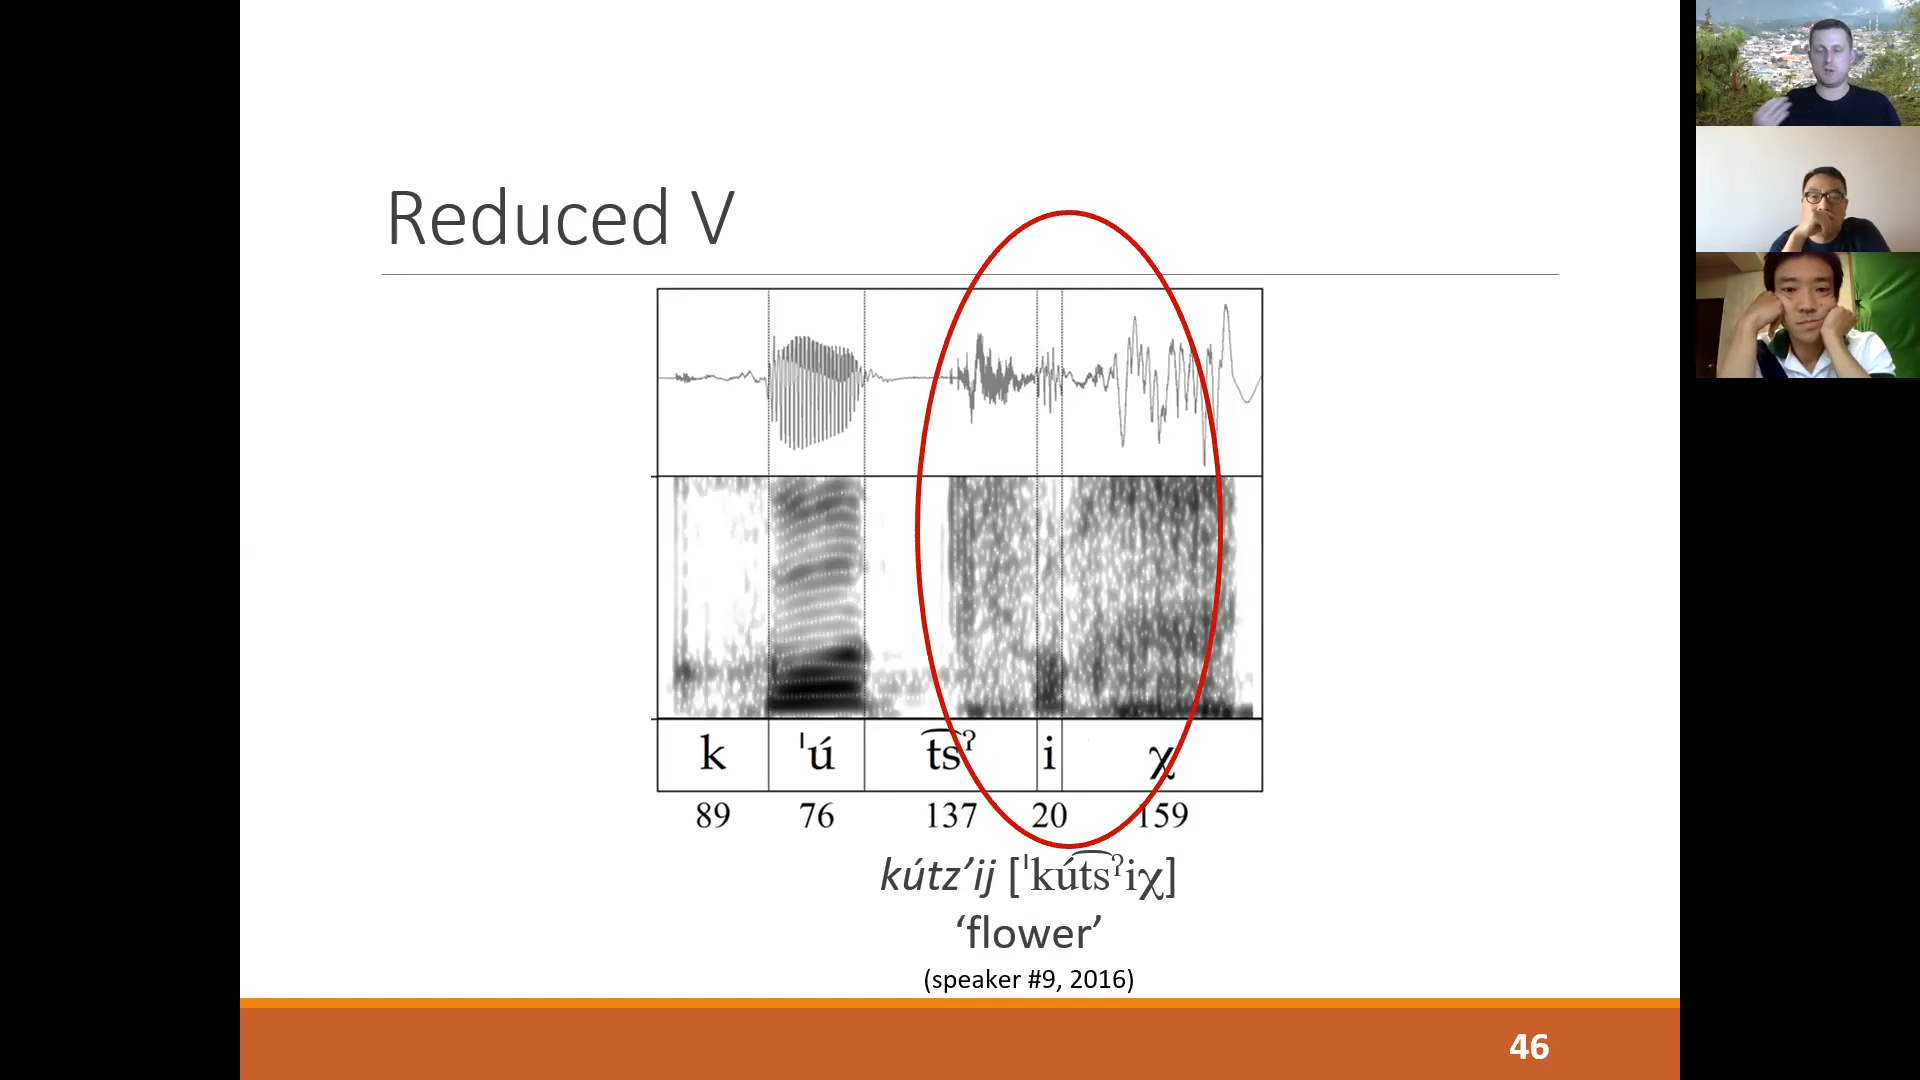 Reduced V
k ˈú t͡sˀ i χ
89 76 137 20 159
kútz’ij [ˈkút͡sˀiχ]
‘flower’
(speaker #9, 2016)
46